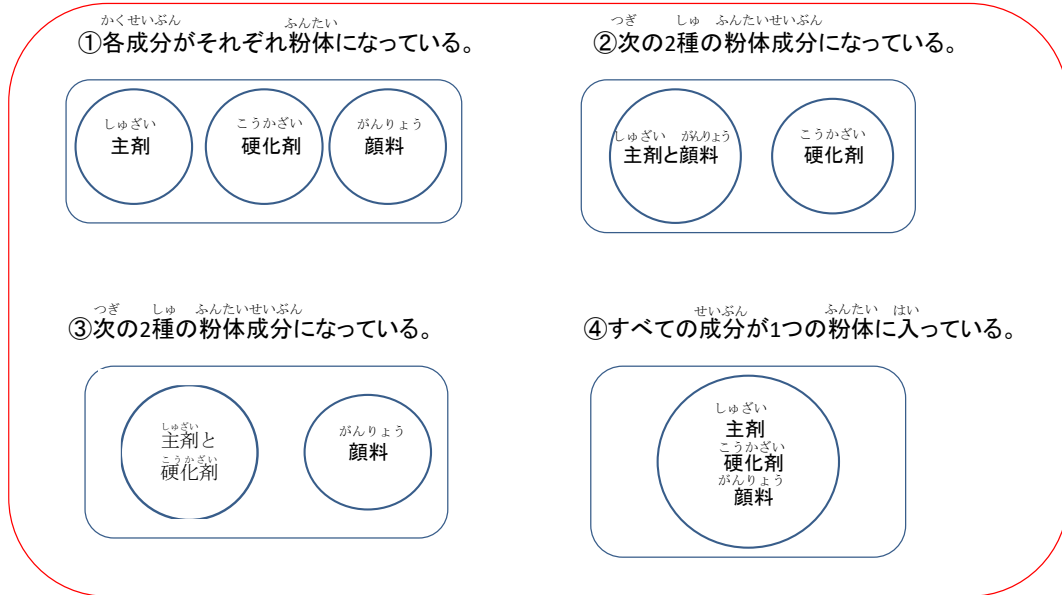 かくせいぶん ふんたい
①各成分がそれぞれ粉体になっている。
しゅざい こうかざい がんりょう
主剤 硬化剤 顔料
つぎ しゅ ふんたいせいぶん
②次の2種の粉体成分になっている。
しゅざい がんりょう こうかざい
主剤と顔料 硬化剤
つぎ しゅ ふんたいせいぶん
③次の2種の粉体成分になっている。
しゅざい
主剤と
こうかざい
硬化剤
がんりょう
顔料
せいぶん ふんたい はい
④すべての成分が1つの粉体に入っている。
しゅざい
主剤
こうかざい
硬化剤
がんりょう
顔料